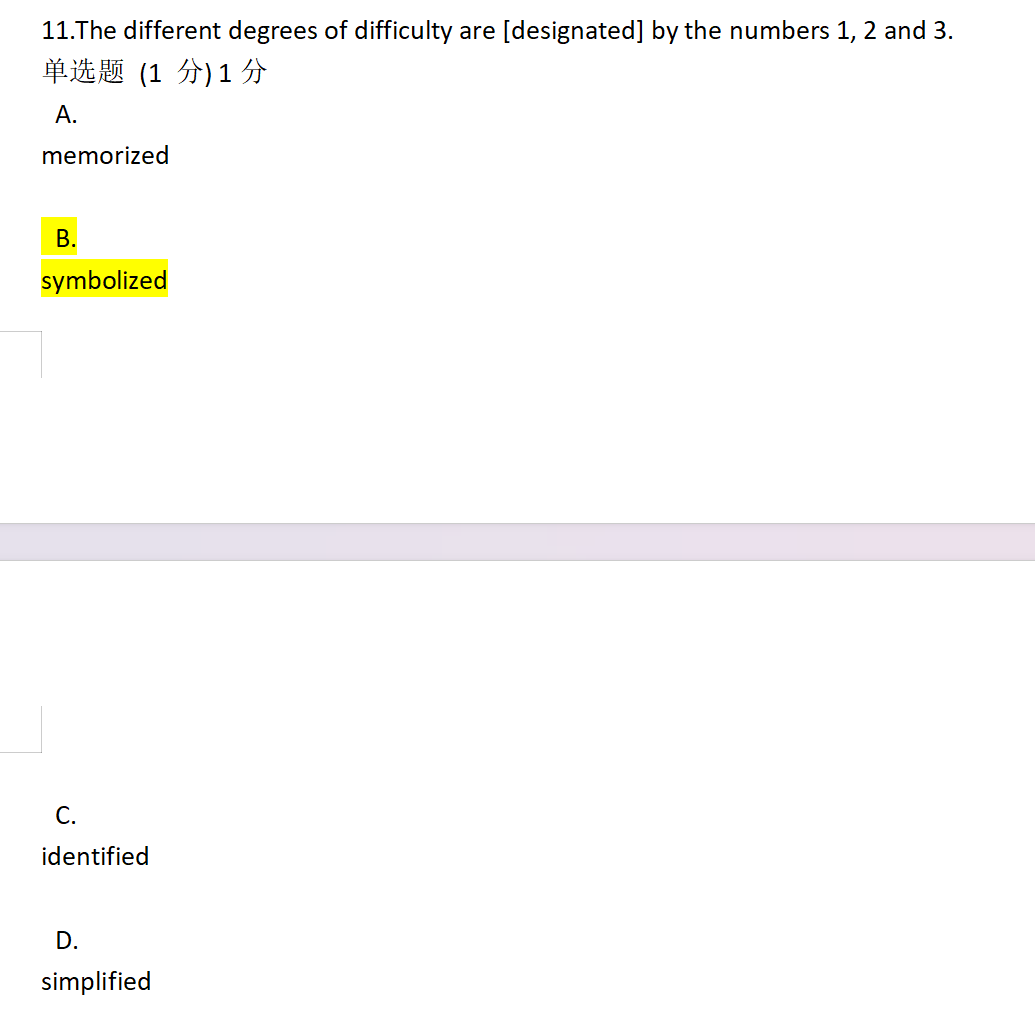 11.The different degrees of difficulty are [designated] by the numbers 1, 2 and 3.
单选题 (1 分) 1 分
A.
memorized
B.
symbolized
C.
identified
D.
simplified